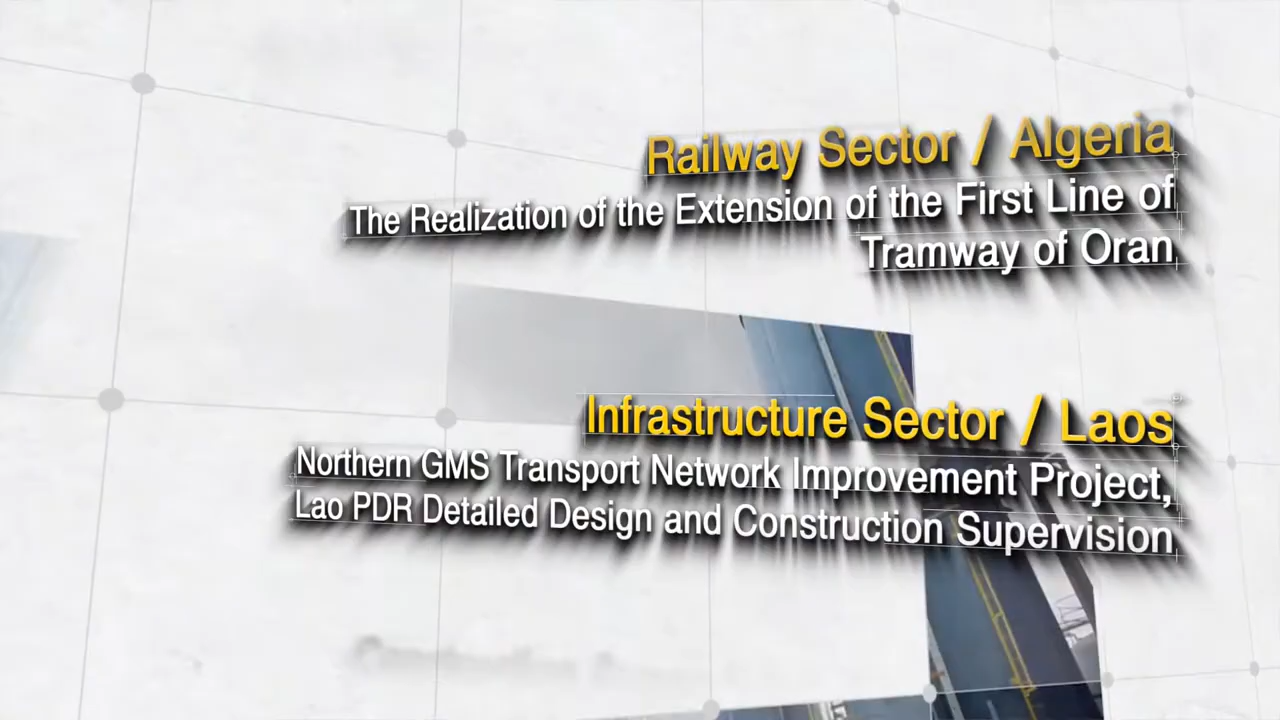 Railway Sector / Algeria
The Realization of the Extension of the First Line of
Tramway of Oran
Infrastructure Sector / Laos
Northern GMS Transport Network Improvement Project,
Lao PDR Detailed Design and Construction Supervision